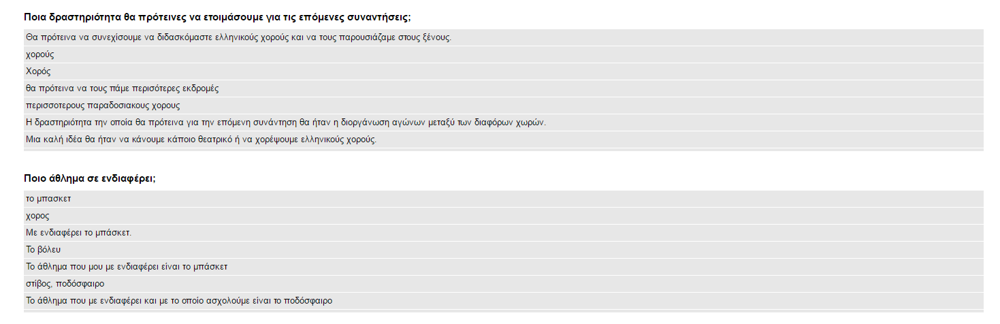 Ποια δραστηριότητα θα πρότεινες να ετοιμάσουμε για τις επόμενες συναντήσεις;
Θα πρότεινα να συνεχίσουμε να διδασκόμαστε ελληνικούς χορούς και να τους παρουσιάζαμε στους ξένους.
χορούς
Χορός
θα πρότεινα να τους πάμε περισότερες εκδρομές
περισσοτερους παραδοσιακους χορους
Η δραστηριότητα την οποία θα πρότεινα για την επόμενη συνάντηση θα ήταν η διοργάνωση αγώνων μεταξύ των διαφόρων χωρών.
Μια καλή ιδέα θα ήταν να κάνουμε κάποιο θεατρικό ή να χορέψουμε ελληνικούς χορούς.
Ποιο άθλημα σε ενδιαφέρει;
το μπασκετ
χορος
Με ενδιαφέρει το μπάσκετ.
Το βόλευ
Το άθλημα που μου με ενδιαφέρει είναι το μπάσκετ
στίβος, ποδόσφαιρο
Το άθλημα που με ενδιαφέρει και με το οποίο ασχολούμε είναι το ποδόσφαιρο